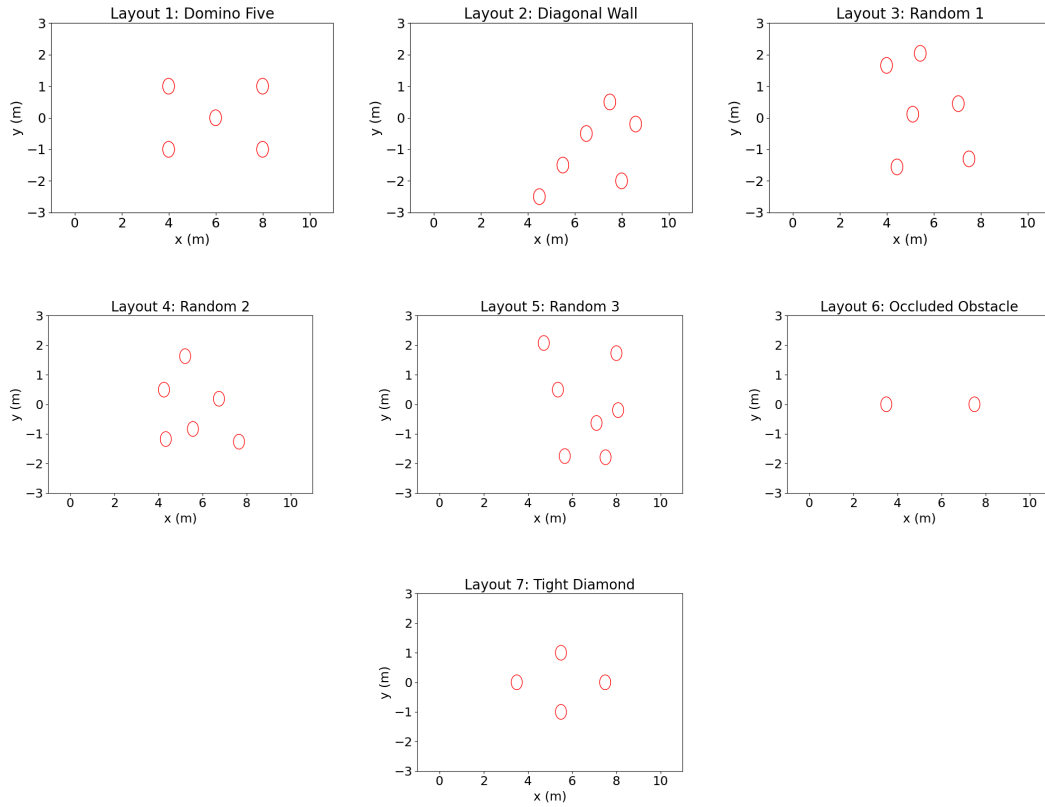 Layout 1: Domino Five
3
2
1
0
−1
−2
−3
y (m)
0 2 4 6 8 10
x (m)
Layout 2: Diagonal Wall
3
2
1
0
−1
−2
−3
y (m)
0 2 4 6 8 10
x (m)
Layout 3: Random 1
3
2
1
0
−1
−2
−3
y (m)
0 2 4 6 8 10
x (m)
Layout 4: Random 2
3
2
1
0
−1
−2
−3
y (m)
0 2 4 6 8 10
x (m)
Layout 5: Random 3
3
2
1
0
−1
−2
−3
y (m)
0 2 4 6 8 10
x (m)
Layout 6: Occluded Obstacle
3
2
1
0
−1
−2
−3
y (m)
0 2 4 6 8 10
x (m)
Layout 7: Tight Diamond
3
2
1
0
−1
−2
−3
y (m)
0 2 4 6 8 10
x (m)